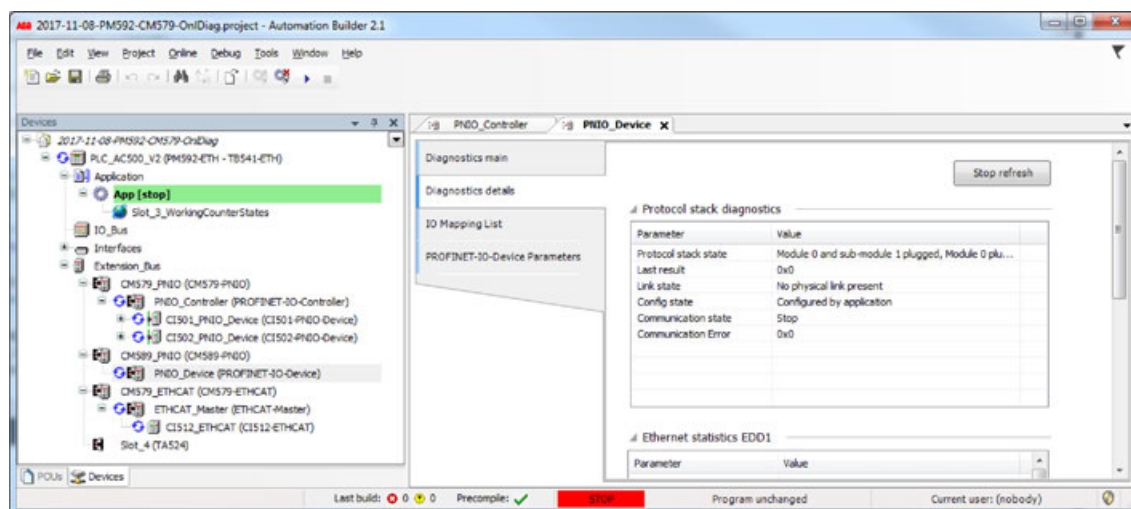 ABB 2017-11-08-PM592-CM579-OnlDiag.project - Automation Builder 2.1
File Edit View Project Online Debug Tools Window Help
Devices
PNIO_Controller PNIO_Device
2017-11-08-PM592-CM579-OnlDiag
PLC_AC500_V2 (PM592-ETH - TB541-ETH)
Application
App [stop]
Slot_3_WorkingCounterStates
IO_Bus
Interfaces
Extension_Bus
CM579_PNIO (CM579-PNIO)
PNIO_Controller (PROFINET-IO-Controller)
CI501_PNIO_Device (CI501-PNIO-Device)
CI502_PNIO_Device (CI502-PNIO-Device)
CM589_PNIO (CM589-PNIO)
PNIO_Device (PROFINET-IO-Device)
CM579_ETHCAT (CM579-ETHCAT)
ETHCAT_Master (ETHCAT-Master)
CI512_ETHCAT (CI512-ETHCAT)
Slot_4 (TA524)
POUs Devices
Diagnostics main
Diagnostics details
IO Mapping List
PROFINET-IO-Device Parameters
Stop refresh
Protocol stack diagnostics
Parameter Value
Protocol stack state Module 0 and sub-module 1 plugged, Module 0 plu...
Last result 0x0
Link state No physical link present
Config state Configured by application
Communication state Stop
Communication Error 0x0
Ethernet statistics EDD1
Parameter Value
Last build: 0 0 Precompile: STOP Program unchanged Current user: (nobody)